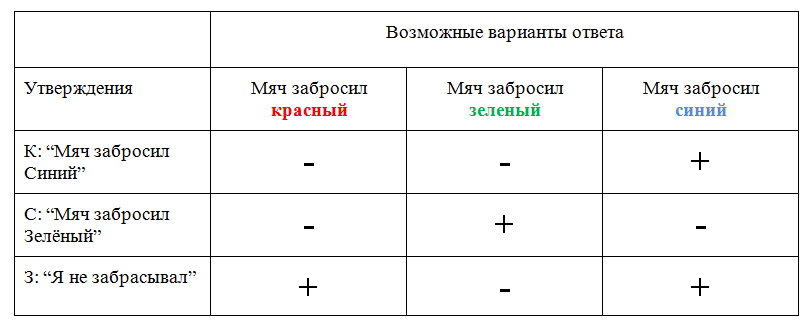 Возможные варианты ответа
Утверждения
Мяч забросил
красный
Мяч забросил
зеленый
Мяч забросил
синий
К: “Мяч забросил
Синий”
-
-
+
С: “Мяч забросил
Зелёный”
-
+
-
З: “Я не забрасывал”
+
-
+